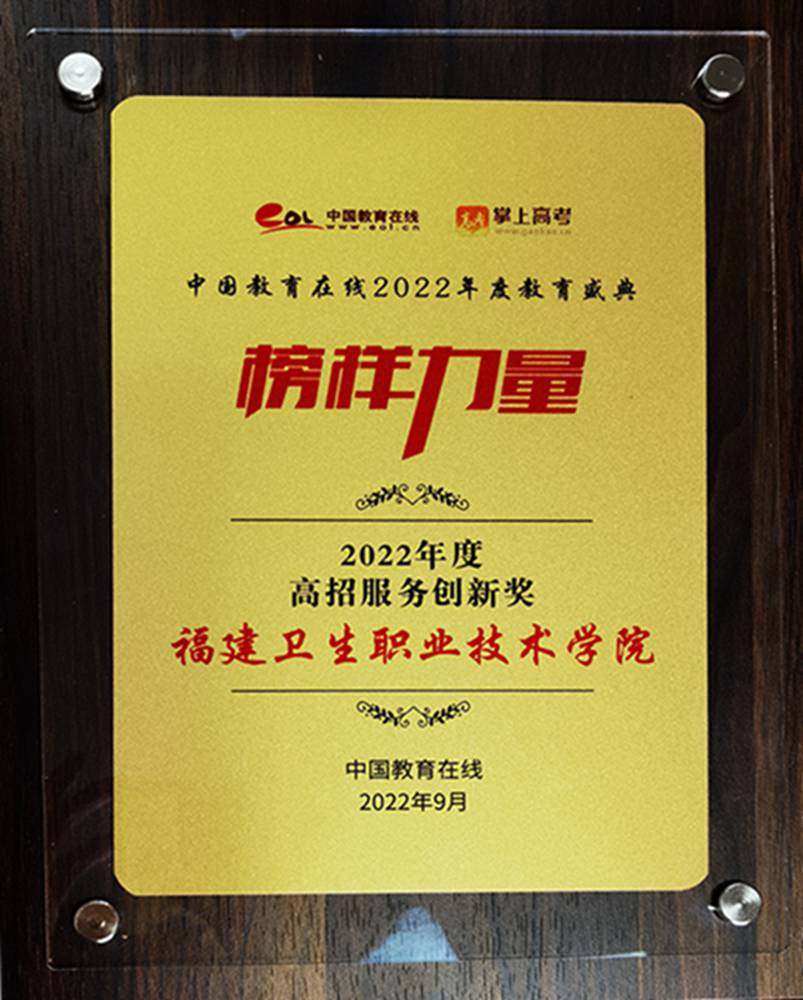 eOL 中国教育在线 掌上高考
www.eol.cn www.gaokao.cn
中国教育在线2022年度教育盛典
榜样力量
2022年度
高招服务创新奖
福建卫生职业技术学院
中国教育在线
2022年9月